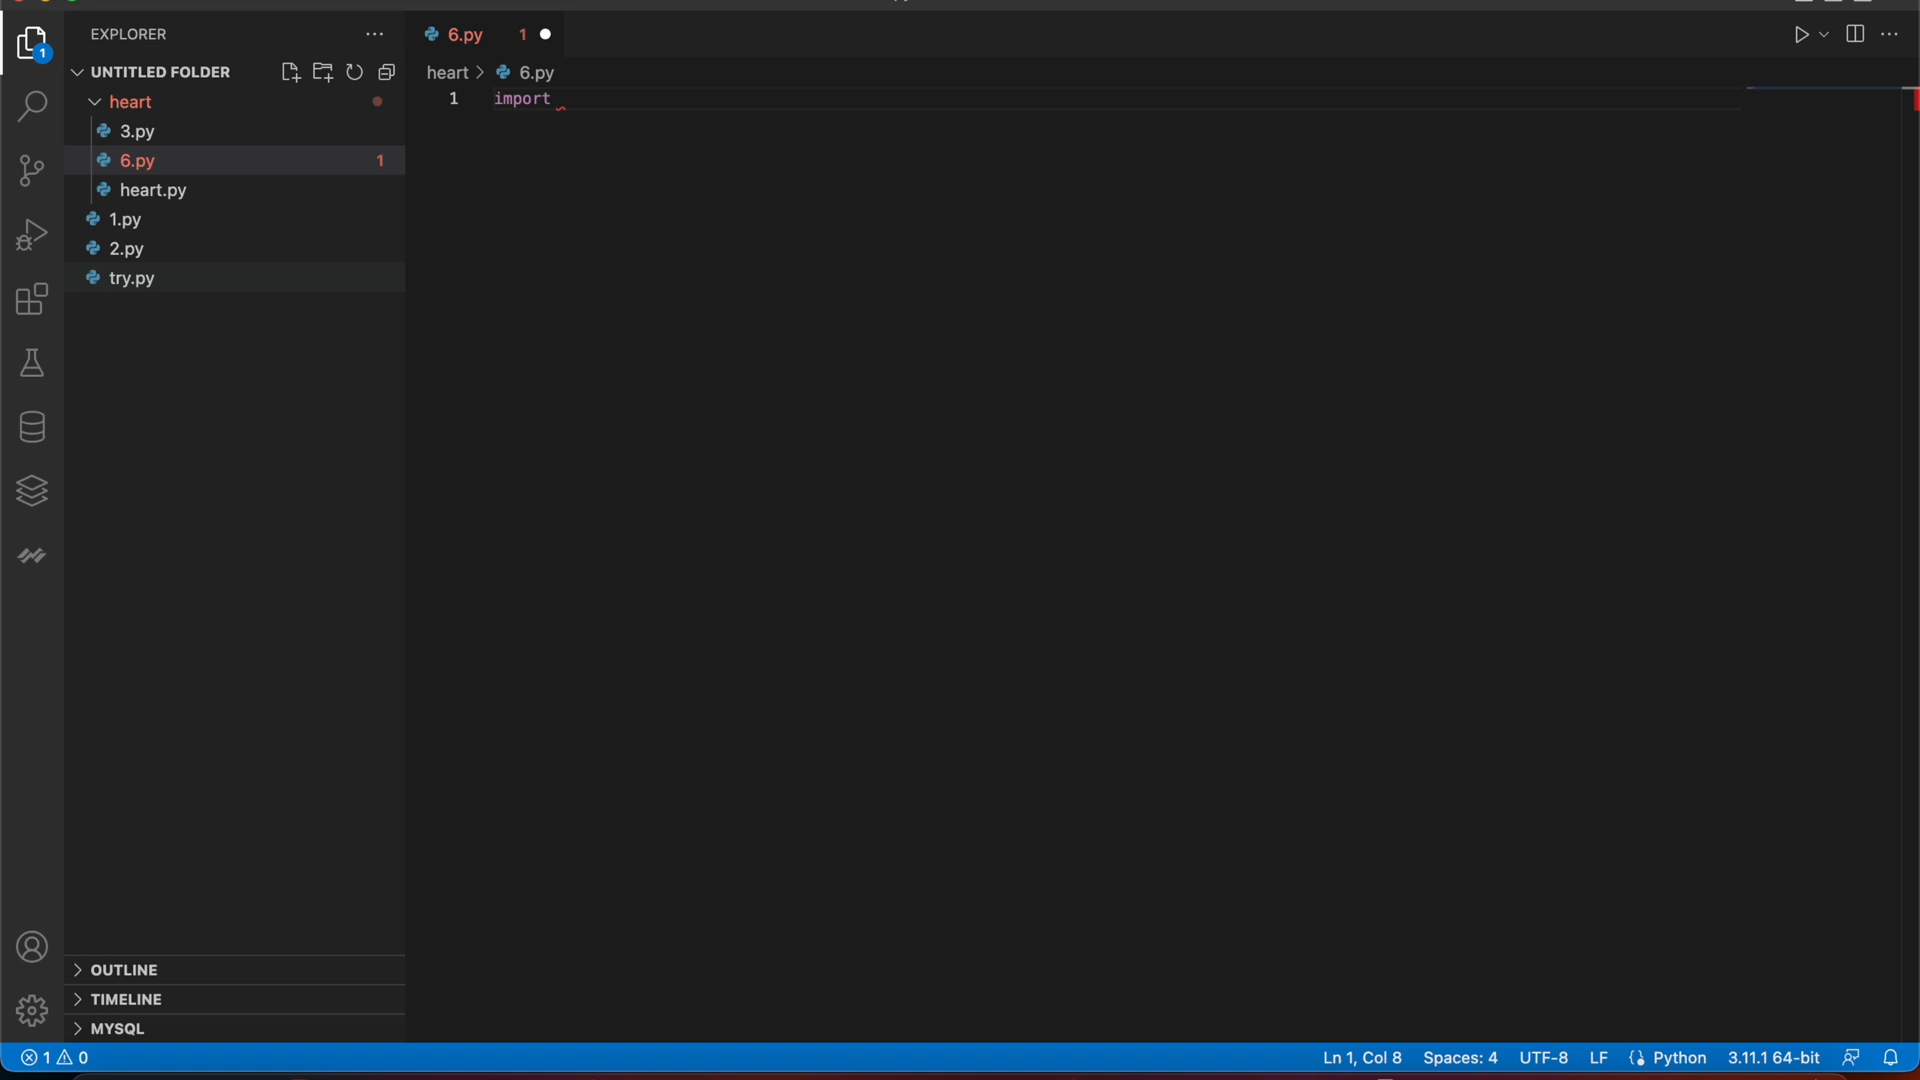 EXPLORER
UNTITLED FOLDER
heart
3.py
6.py 1
heart.py
1.py
2.py
try.py
OUTLINE
TIMELINE
MYSQL
6.py 1
heart > 6.py
1 import
1 0
Ln 1, Col 8 Spaces: 4 UTF-8 LF Python 3.11.1 64-bit
1